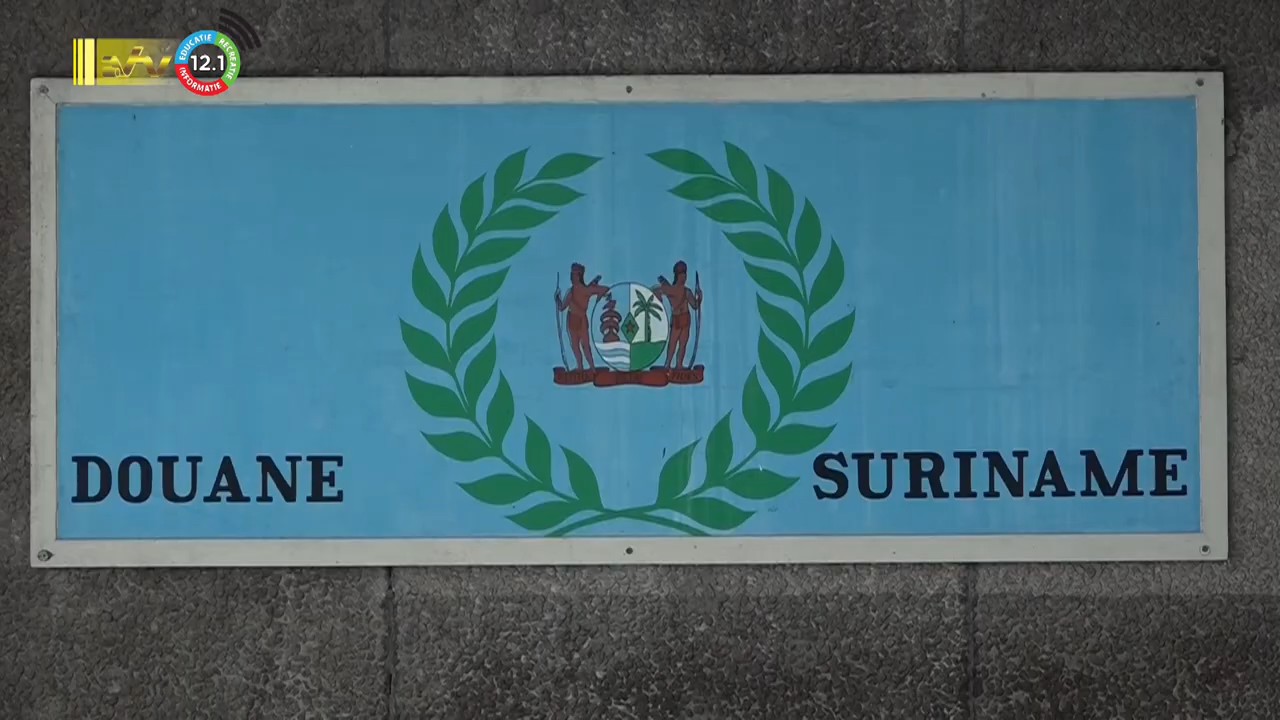 EDUCATIE
RECREATIE
12.1
INFORMATIE
DOUANE
SURINAME